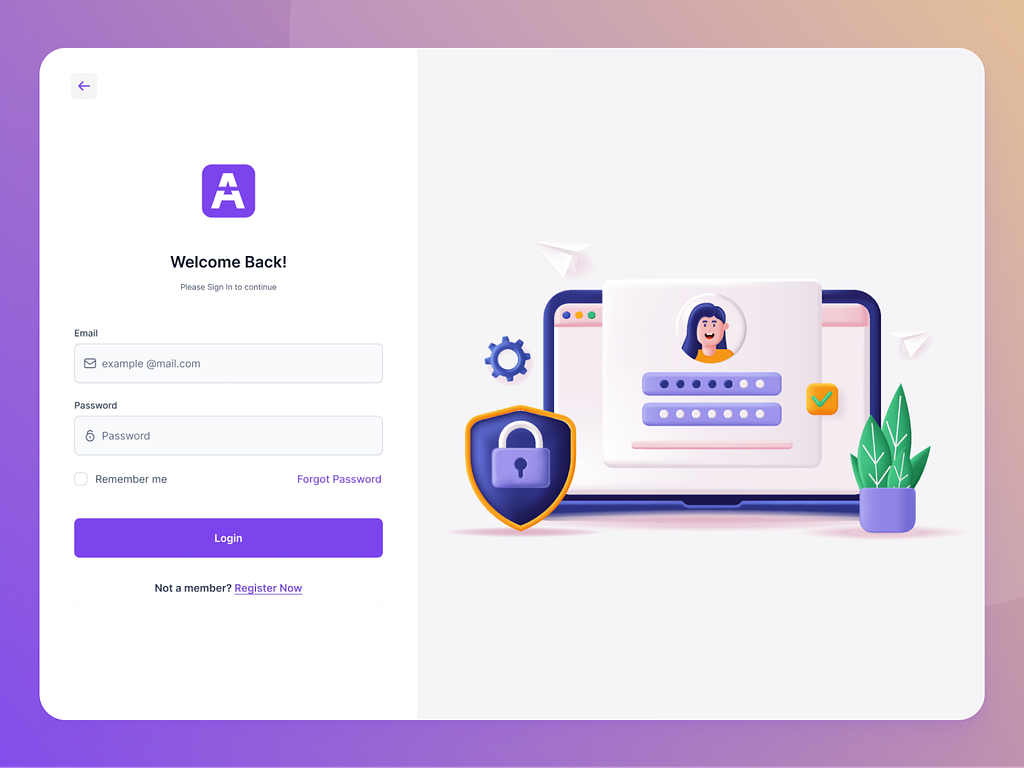 A
Welcome Back!
Please Sign In to continue
Email
example @mail.com
Password
Password
Remember me Forgot Password
Login
Not a member? Register Now